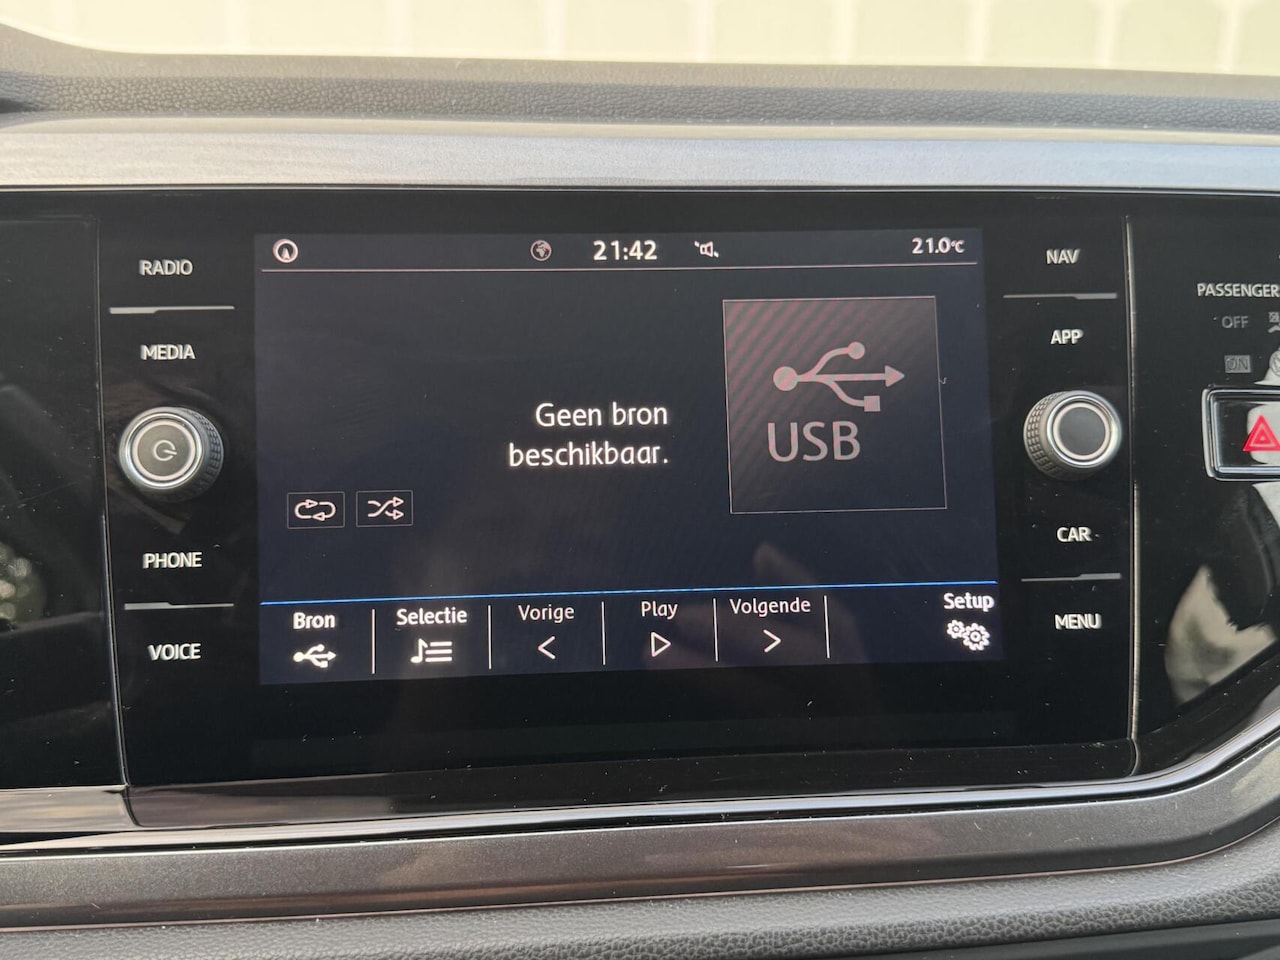 RADIO
MEDIA
PHONE
VOICE
21:42
21.0°C
Geen bron
beschikbaar.
USB
Bron
Selectie
Vorige
Play
Volgende
Setup
NAV
APP
CAR
MENU
PASSENGER
OFF
ON